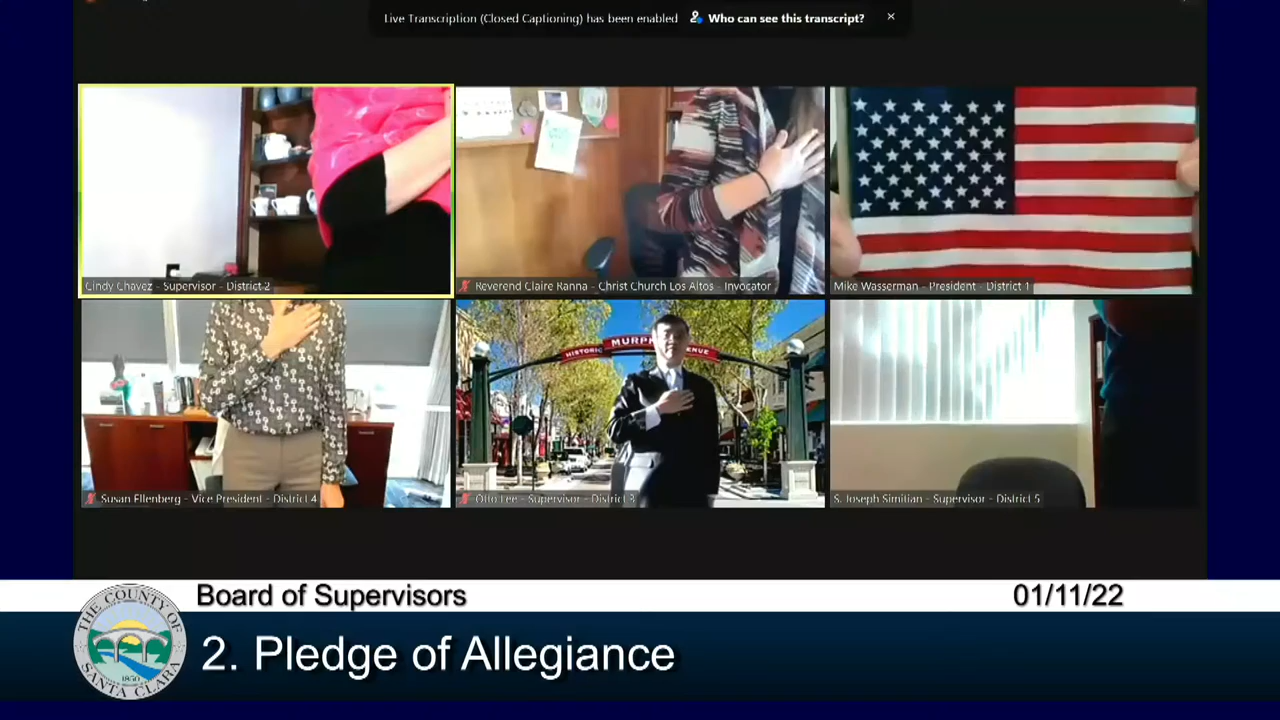 Live Transcription (Closed Captioning) has been enabled
Who can see this transcript?
Cindy Chavez - Supervisor - District 2
Reverend Claire Ranna - Christ Church Los Altos - Invocator
Mike Wasserman - President - District 1
HISTORIC MURP ENUE
Susan Ellenberg - Vice President - District 4
Otto Lee - Supervisor - District 3
S. Joseph Simitian - Supervisor - District 5
Board of Supervisors
01/11/22
THE COUNTY OF
SANTA CLARA
1850
2. Pledge of Allegiance